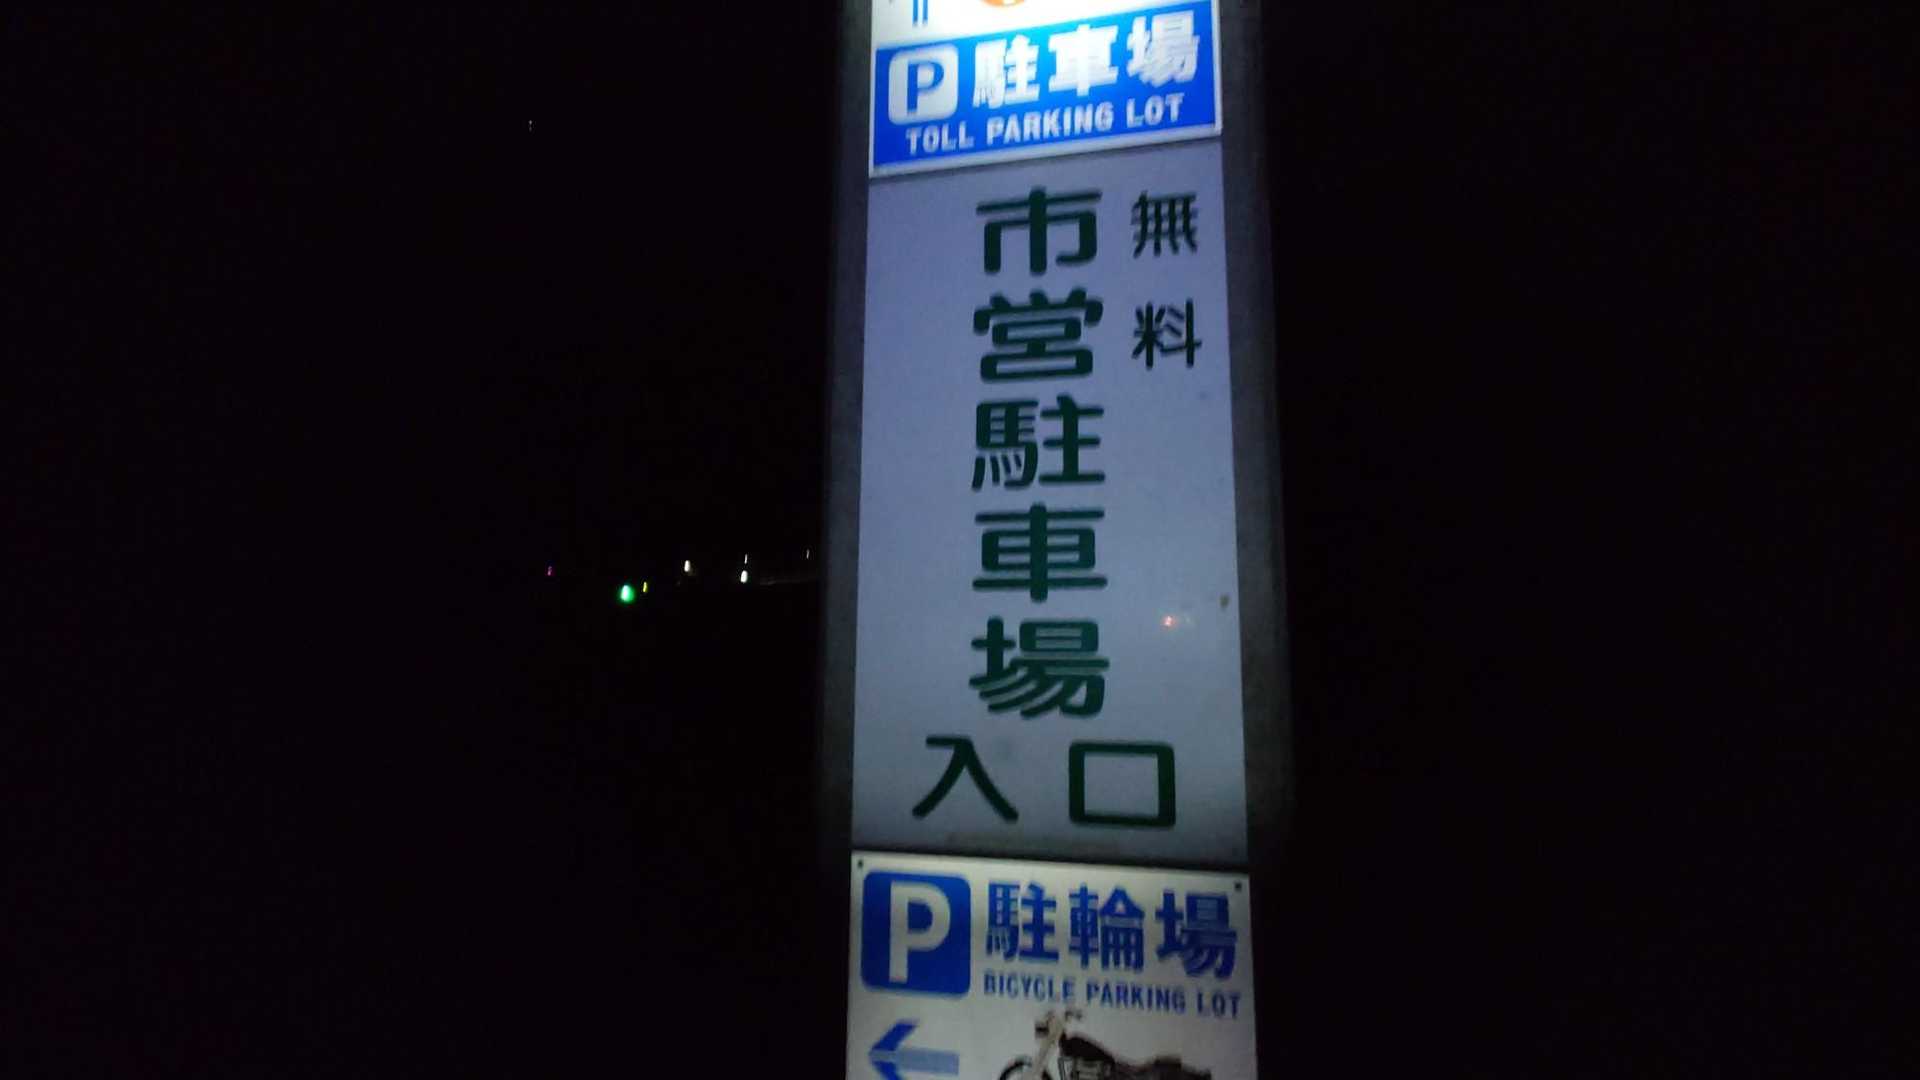 P 駐車場
TOLL PARKING LOT
無料
市営駐車場
入口
P 駐輪場
BICYCLE PARKING LOT